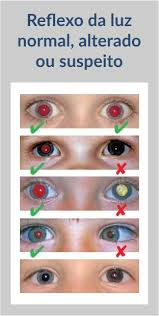 Reflexo da luz
normal, alterado
ou suspeito